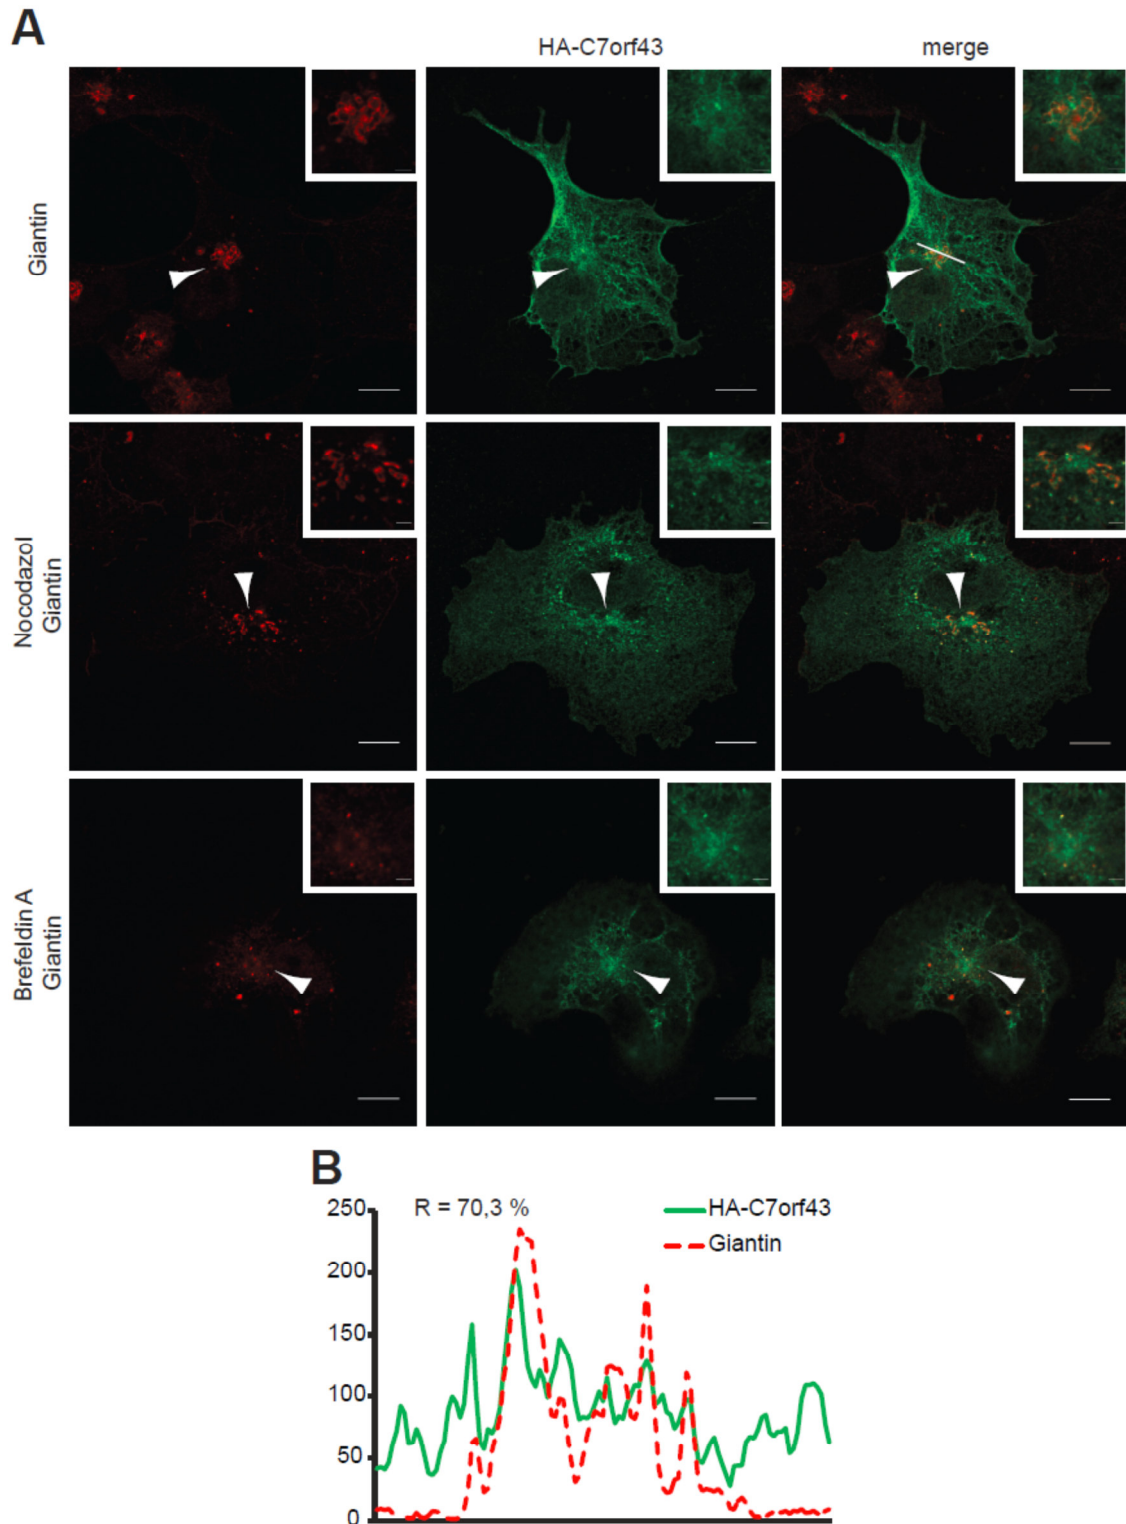 A
HA-C7orf43
merge
Giantin
Nocodazol
Giantin
Brefeldin A
Giantin
B
R = 70,3 %
HA-C7orf43
Giantin
250
200
150
100
50
0